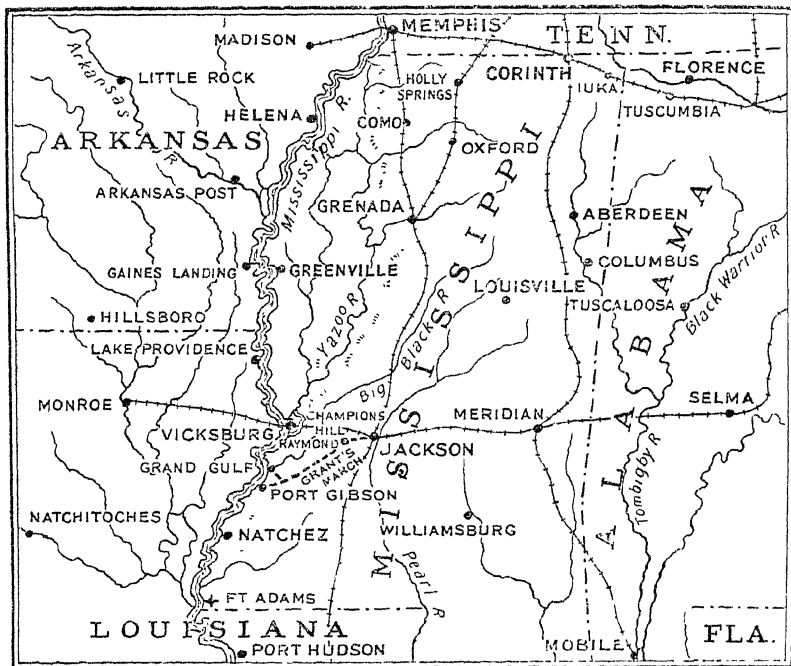 MEMPHIS
TENN.
MADISON
CORINTH
FLORENCE
IUKA
TUSCUMBIA
Arkansas R
LITTLE ROCK
HOLLY SPRINGS
HELENA
COMO
ARKANSAS
OXFORD
Mississippi R.
ARKANSAS POST
GRENADA
ABERDEEN
GAINES LANDING
GREENVILLE
COLUMBUS
LOUISVILLE
TUSCALOOSA
Black Warrior R
HILLSBORO
Yazoo R
Big Black R
LAKE PROVIDENCE
MISSISSIPPI
ALABAMA
MONROE
CHAMPIONS HILL
MERIDIAN
SELMA
VICKSBURG
RAYMOND
JACKSON
GRAND GULF
GRANT'S MARCH
PORT GIBSON
Tombigby R
NATCHITOCHES
NATCHEZ
WILLIAMSBURG
Pearl R
FT ADAMS
LOUISIANA
FLA.
PORT HUDSON
MOBILE